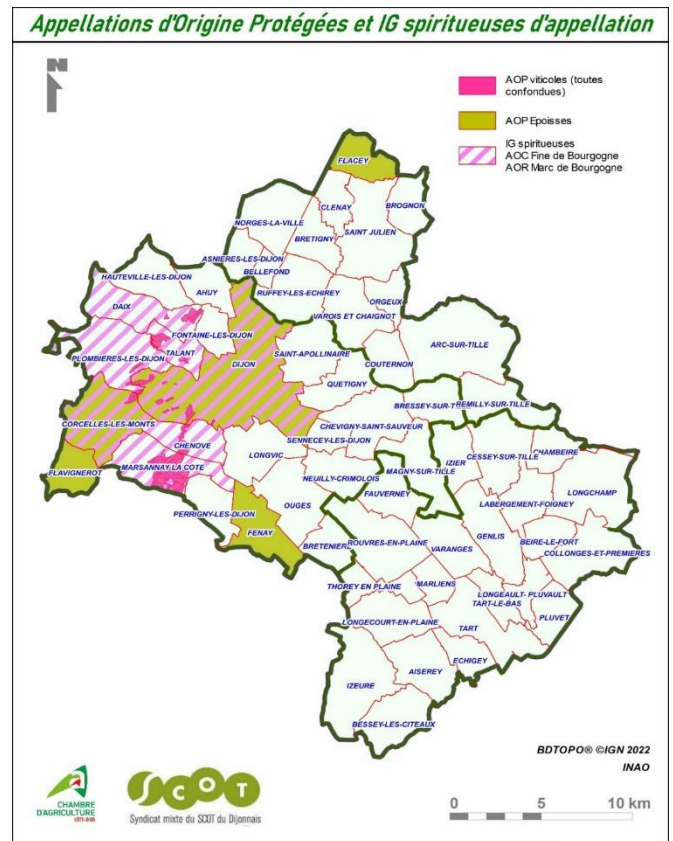 Appellations d'Origine Protégées et IG spiritueuses d'appellation
N
AOP viticoles (toutes
confondues)
AOP Epoisses
IG spiritueuses
AOC Fine de Bourgogne
AOR Marc de Bourgogne
FLACEY
CLENAY
BROGNON
NORGES-LA-VILLE
SAINT JULIEN
BRETIGNY
ASNIERES-LES-DIJON
BELLEFOND
HAUTEVILLE-LES-DIJON
RUFFEY-LES-ECHIREY
AHUY
ORGEUX
DAIX
VAROIS ET CHAIGNOT
FONTAINE-LES-DIJON
ARC-SUR-TILLE
TALANT
SAINT-APOLLINAIRE
PLOMBIERES-LES-DIJON
DIJON
COUTERNON
QUETIGNY
BRESSEY-SUR-T
REMILLY-SUR-TILLE
CORCELLES-LES-MONTS
CHEVIGNY-SAINT-SAUVEUR
CHENOVE
SENNECEY-LES-DIJON
LONGVIC
IZIER
CESSEY-SUR-TILLE
CHAMBEIRE
FLAVIGNEROT
MARSANNAY-LA COTE
NEUILLY-CRIMOLOIS
MAGNY-SUR-TILLE
FAUVERNEY
LONGCHAMP
LABERGEMENT-FOIGNEY
PERRIGNY-LES-DIJON
OUGES
FENAY
GENLIS
BEIRE-LE-FORT
BRETENIERE
ROUVRES-EN-PLAINE
VARANGES
COLLONGES-ET-PREMIERES
THOREY EN PLAINE
MARLIENS
LONGEAULT- PLUVAULT
TART-LE-BAS
PLUVET
LONGECOURT-EN-PLAINE
TART
ECHIGEY
AISEREY
IZEURE
BESSEY-LES-CITEAUX
BDTOPO® ©IGN 2022
INAO
CHAMBRE
D'AGRICULTURE
CÔTE-D'OR
SCOT
Syndicat mixte du SCOT du Dijonnais
0 5 10 km